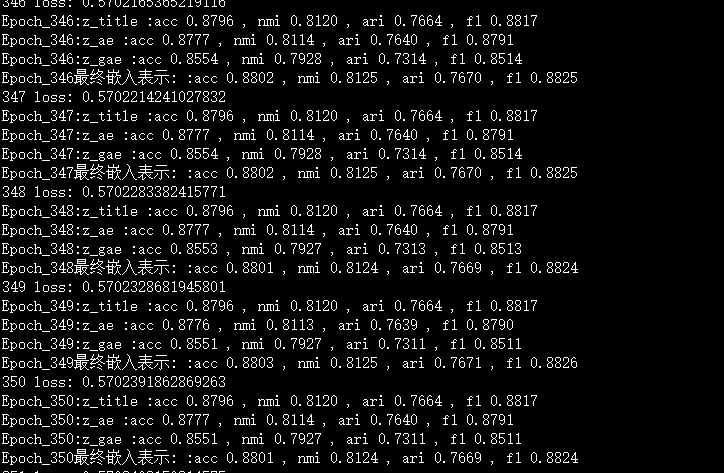 346 loss: 0.5702165365219116
Epoch_346:z_title :acc 0.8796 , nmi 0.8120 , ari 0.7664 , f1 0.8817
Epoch_346:z_ae :acc 0.8777 , nmi 0.8114 , ari 0.7640 , f1 0.8791
Epoch_346:z_gae :acc 0.8554 , nmi 0.7928 , ari 0.7314 , f1 0.8514
Epoch_346最终嵌入表示: :acc 0.8802 , nmi 0.8125 , ari 0.7670 , f1 0.8825
347 loss: 0.5702214241027832
Epoch_347:z_title :acc 0.8796 , nmi 0.8120 , ari 0.7664 , f1 0.8817
Epoch_347:z_ae :acc 0.8777 , nmi 0.8114 , ari 0.7640 , f1 0.8791
Epoch_347:z_gae :acc 0.8554 , nmi 0.7928 , ari 0.7314 , f1 0.8514
Epoch_347最终嵌入表示: :acc 0.8802 , nmi 0.8125 , ari 0.7670 , f1 0.8825
348 loss: 0.5702283382415771
Epoch_348:z_title :acc 0.8796 , nmi 0.8120 , ari 0.7664 , f1 0.8817
Epoch_348:z_ae :acc 0.8777 , nmi 0.8114 , ari 0.7640 , f1 0.8791
Epoch_348:z_gae :acc 0.8553 , nmi 0.7927 , ari 0.7313 , f1 0.8513
Epoch_348最终嵌入表示: :acc 0.8801 , nmi 0.8124 , ari 0.7669 , f1 0.8824
349 loss: 0.5702328681945801
Epoch_349:z_title :acc 0.8796 , nmi 0.8120 , ari 0.7664 , f1 0.8817
Epoch_349:z_ae :acc 0.8776 , nmi 0.8113 , ari 0.7639 , f1 0.8790
Epoch_349:z_gae :acc 0.8551 , nmi 0.7927 , ari 0.7311 , f1 0.8511
Epoch_349最终嵌入表示: :acc 0.8803 , nmi 0.8125 , ari 0.7671 , f1 0.8826
350 loss: 0.5702391862869263
Epoch_350:z_title :acc 0.8796 , nmi 0.8120 , ari 0.7664 , f1 0.8817
Epoch_350:z_ae :acc 0.8777 , nmi 0.8114 , ari 0.7640 , f1 0.8791
Epoch_350:z_gae :acc 0.8551 , nmi 0.7927 , ari 0.7311 , f1 0.8511
Epoch_350最终嵌入表示: :acc 0.8801 , nmi 0.8124 , ari 0.7669 , f1 0.8824